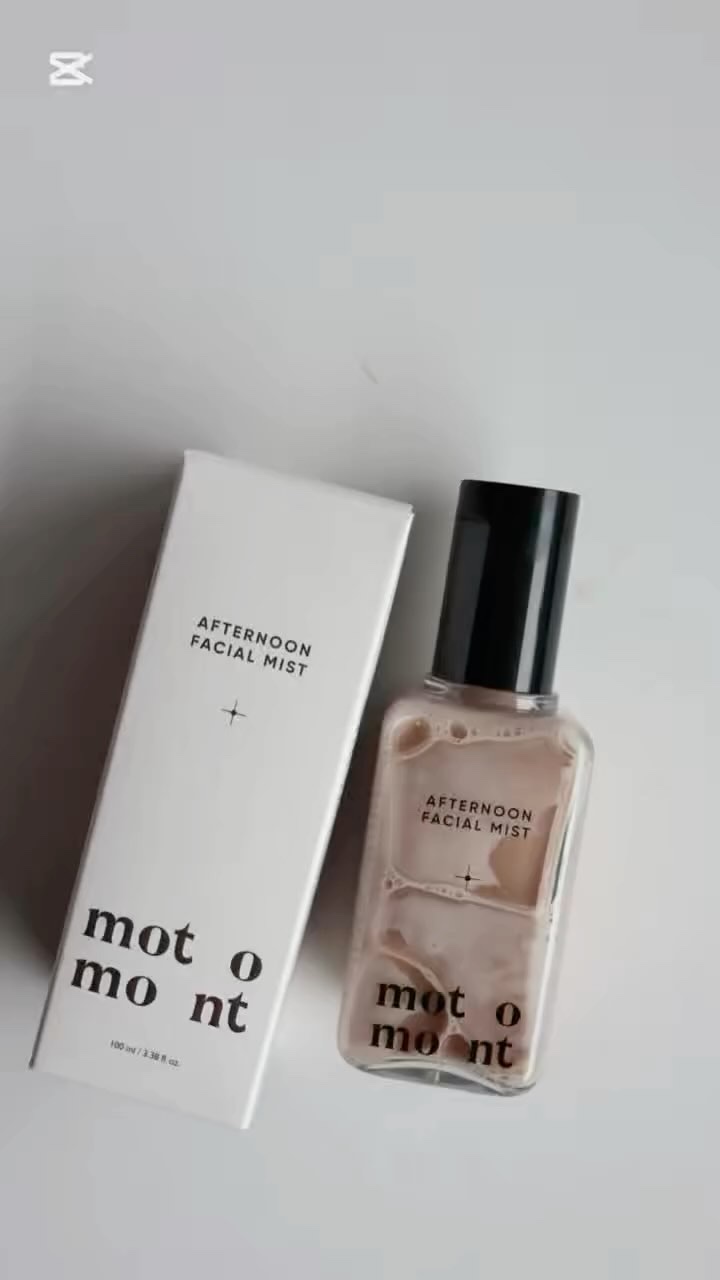 AFTERNOON
FACIAL MIST
mot o
mo nt
100 ml / 3.38 fl oz.
AFTERNOON
FACIAL MIST
mot o
mo nt